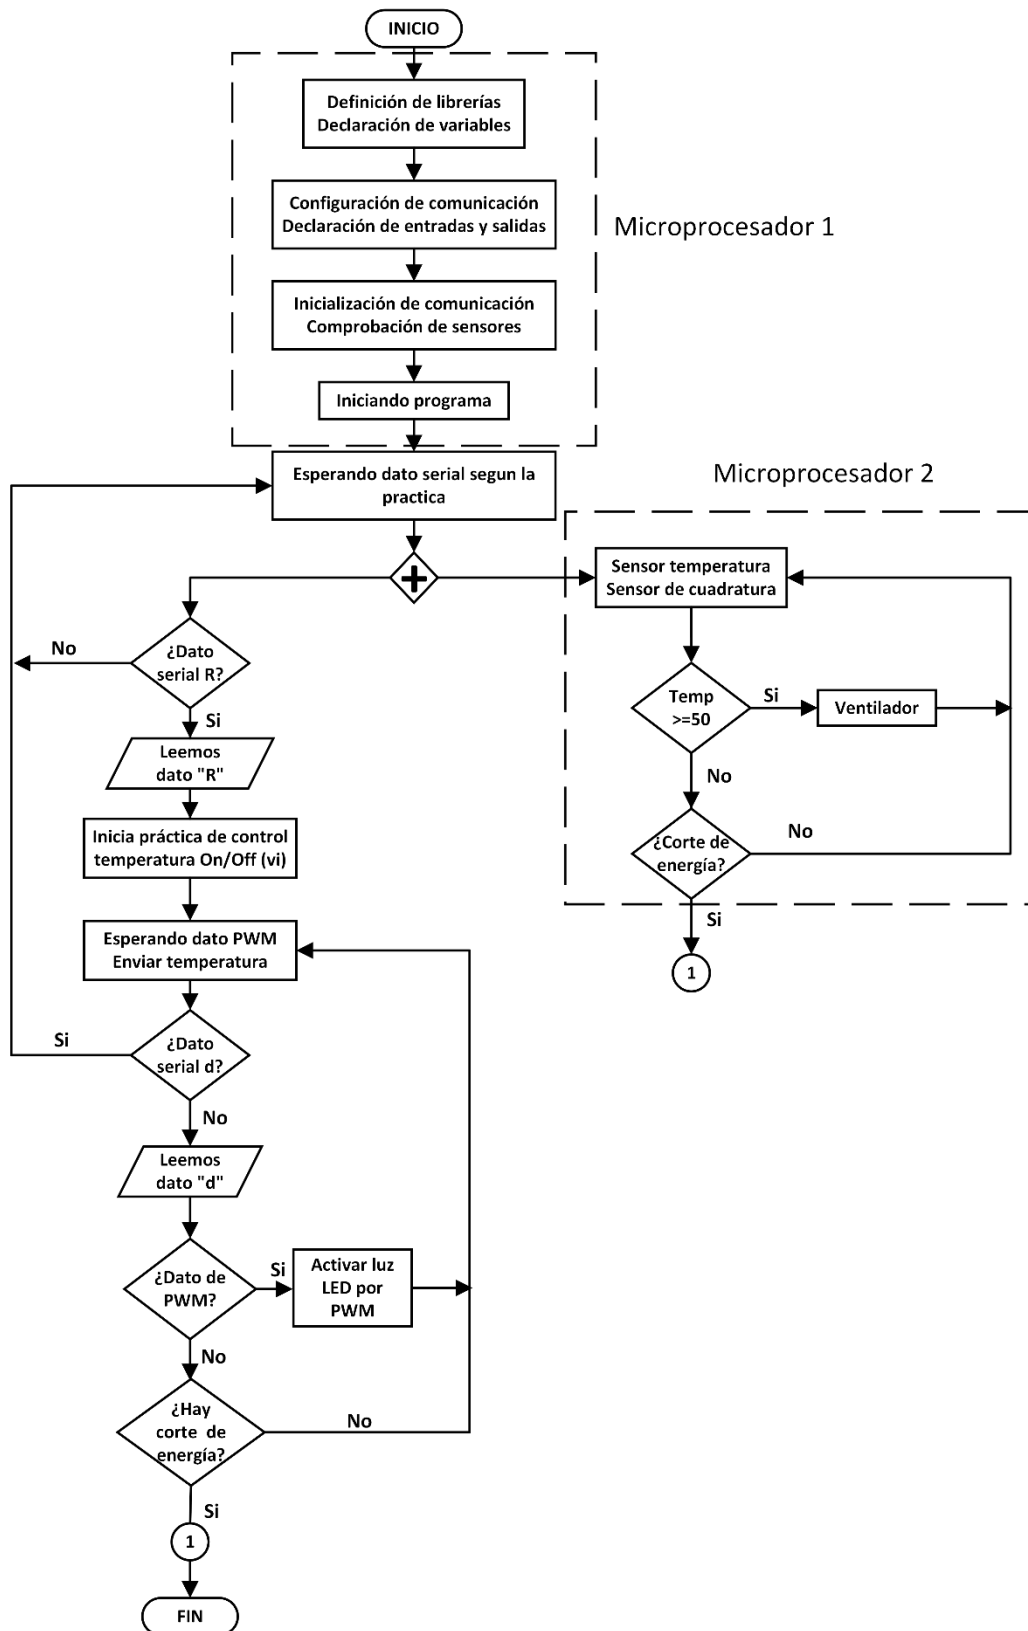 INICIO
Definición de librerías
Declaración de variables
Configuración de comunicación
Declaración de entradas y salidas
Microprocesador 1
Inicialización de comunicación
Comprobación de sensores
Iniciando programa
Esperando dato serial segun la
practica
Microprocesador 2
Sensor temperatura
Sensor de cuadratura
No
¿Dato
serial R?
Si
Leemos
dato "R"
Temp
>=50
Si
Ventilador
No
Inicia práctica de control
temperatura On/Off (vi)
¿Corte de
energía?
No
Si
1
Esperando dato PWM
Enviar temperatura
Si
¿Dato
serial d?
No
Leemos
dato "d"
¿Dato de
PWM?
Si
Activar luz
LED por
PWM
No
¿Hay
corte de
energía?
No
Si
1
FIN